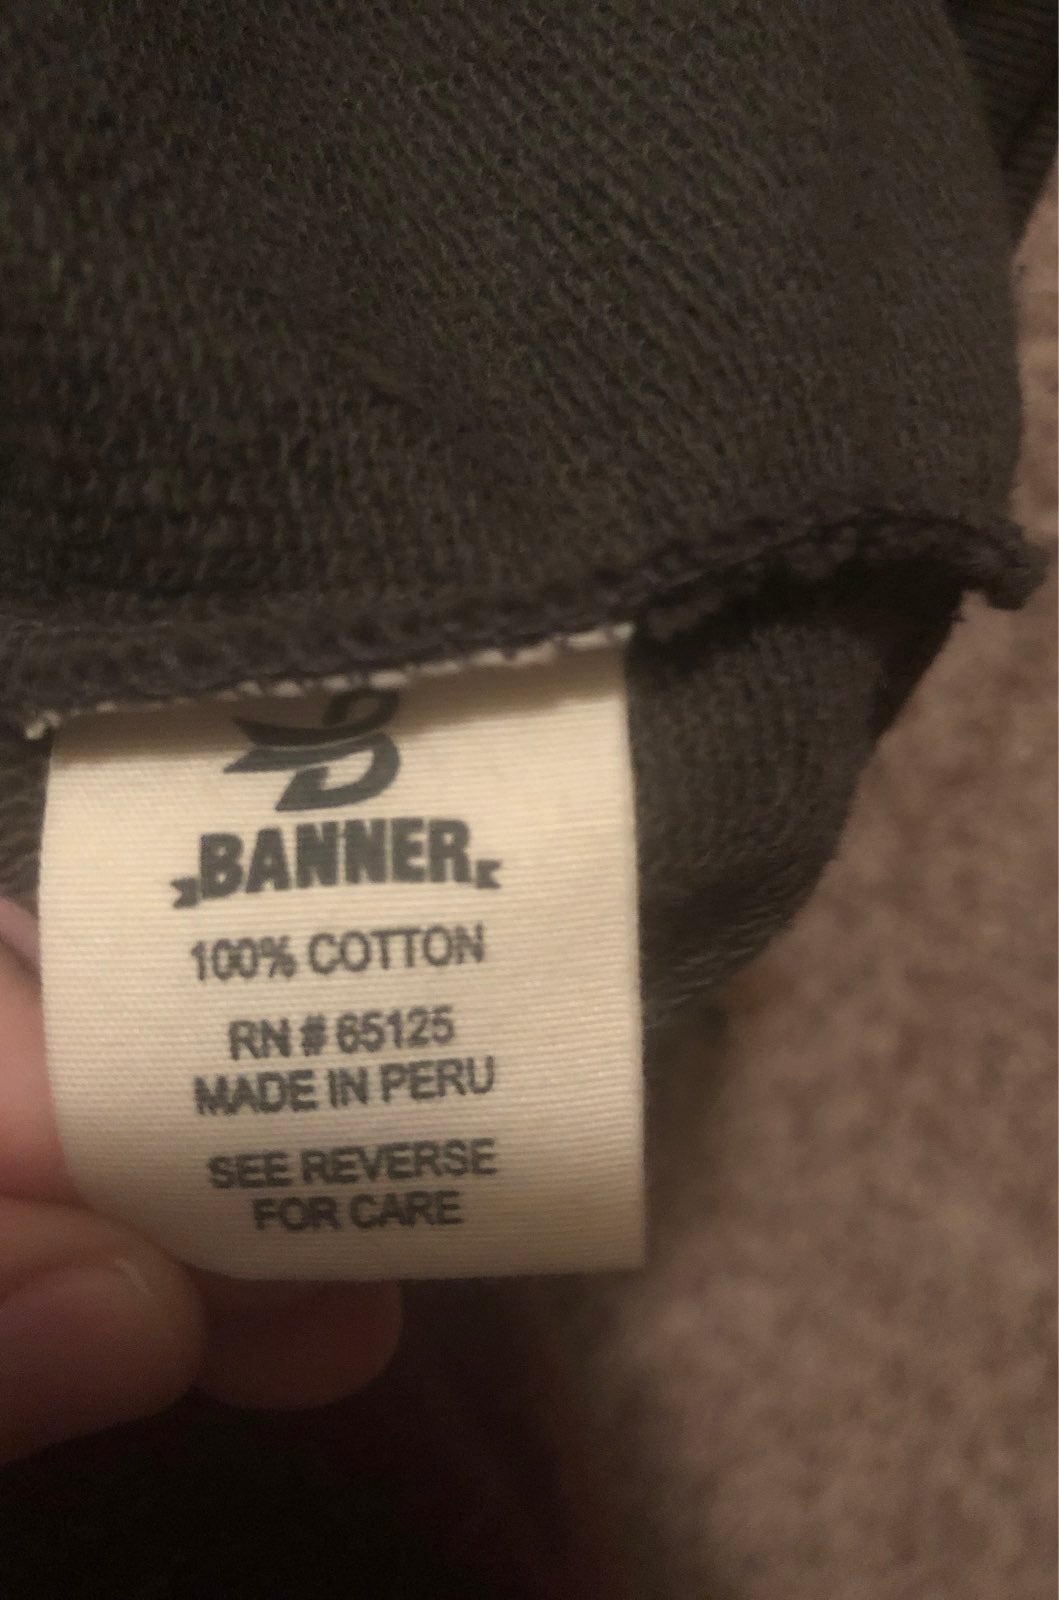 B
BANNER
100% COTTON
RN # 65125
MADE IN PERU
SEE REVERSE
FOR CARE